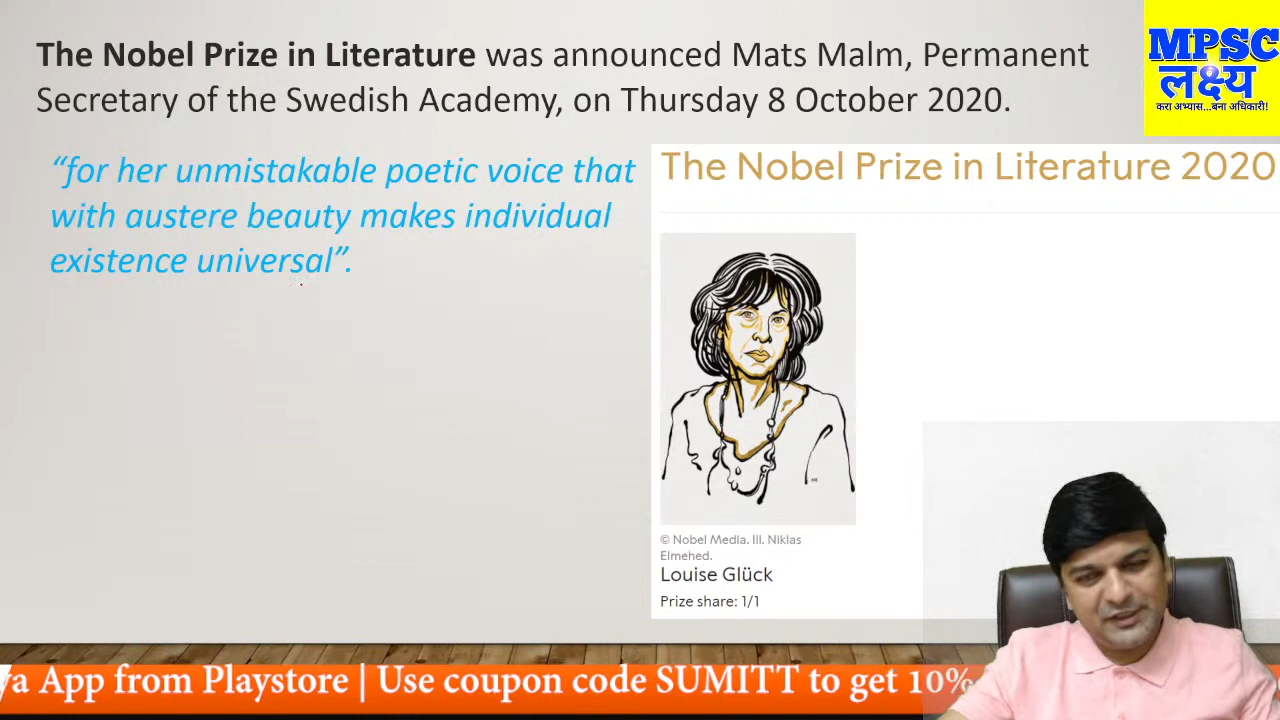 The Nobel Prize in Literature was announced Mats Malm, Permanent
Secretary of the Swedish Academy, on Thursday 8 October 2020.
MPSC
लक्ष्य
करा अभ्यास...बना अधिकारी!
“for her unmistakable poetic voice that
with austere beauty makes individual
existence universal”.
The Nobel Prize in Literature 2020
© Nobel Media. Ill. Niklas
Elmehed.
Louise Glück
Prize share: 1/1
ya App from Playstore | Use coupon code SUMITT to get 10%